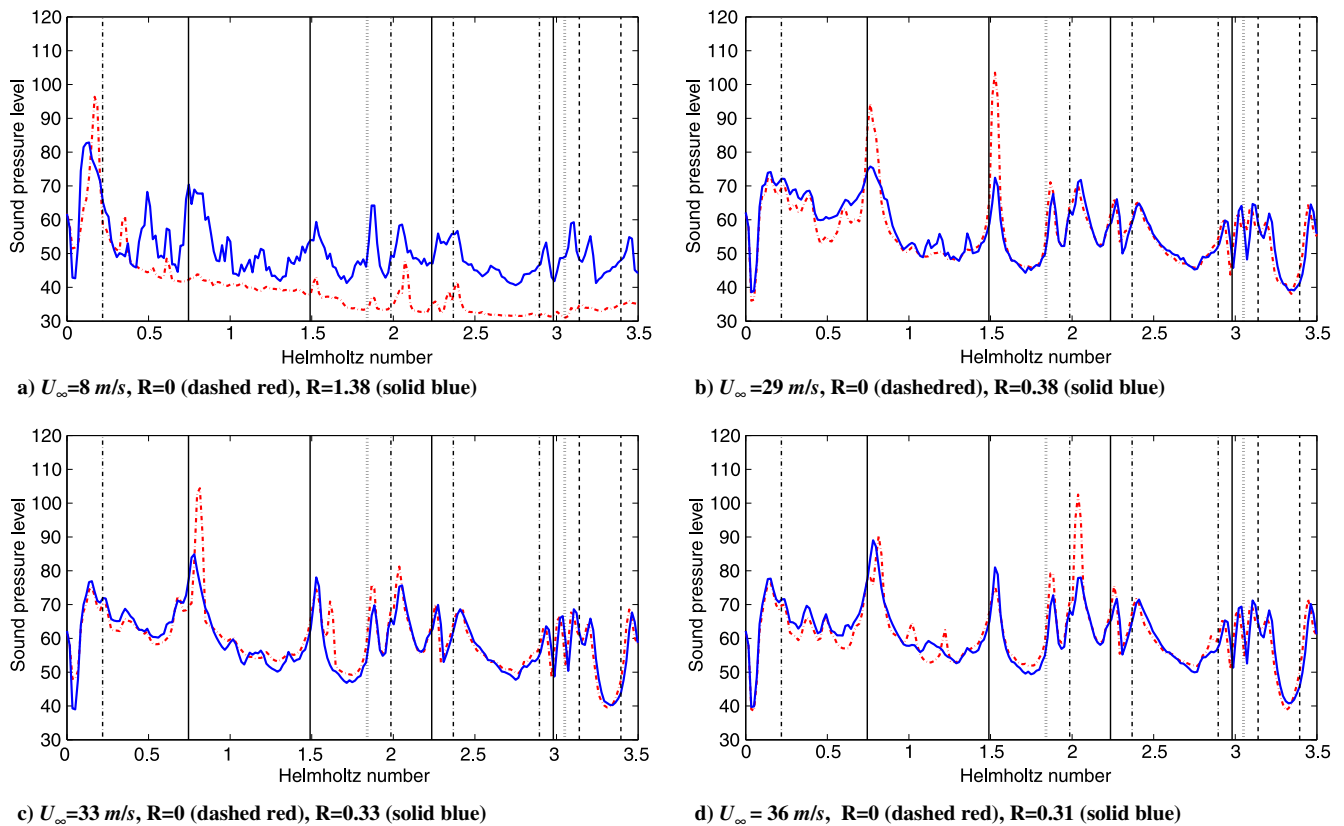 120
110
100
90
80
70
60
50
40
30
Sound pressure level
0 0.5 1 1.5 2 2.5 3 3.5
Helmholtz number
a) U∞=8 m/s, R=0 (dashed red), R=1.38 (solid blue)
120
110
100
90
80
70
60
50
40
30
Sound pressure level
0 0.5 1 1.5 2 2.5 3 3.5
Helmholtz number
b) U∞=29 m/s, R=0 (dashedred), R=0.38 (solid blue)
120
110
100
90
80
70
60
50
40
30
Sound pressure level
0 0.5 1 1.5 2 2.5 3 3.5
Helmholtz number
c) U∞=33 m/s, R=0 (dashed red), R=0.33 (solid blue)
120
110
100
90
80
70
60
50
40
30
Sound pressure level
0 0.5 1 1.5 2 2.5 3 3.5
Helmholtz number
d) U∞ = 36 m/s, R=0 (dashed red), R=0.31 (solid blue)